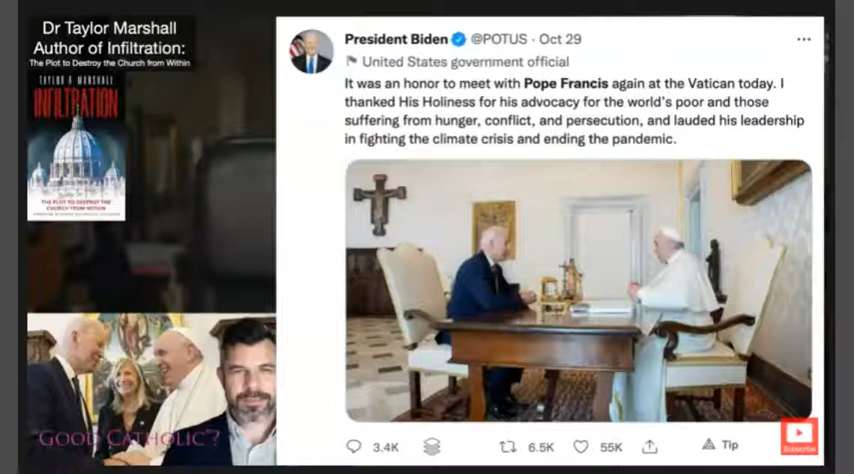 Dr Taylor Marshall
Author of Infiltration:
The Plot to Destroy the Church from Within
TAYLOR R MARSHALL
INFILTRATION
THE PLOT TO DESTROY THE
CHURCH FROM WITHIN
GOOD CATHOLIC?
President Biden @POTUS · Oct 29
United States government official
It was an honor to meet with Pope Francis again at the Vatican today. I
thanked His Holiness for his advocacy for the world's poor and those
suffering from hunger, conflict, and persecution, and lauded his leadership
in fighting the climate crisis and ending the pandemic.
3.4K 6.5K 55K Tip
Subscribe